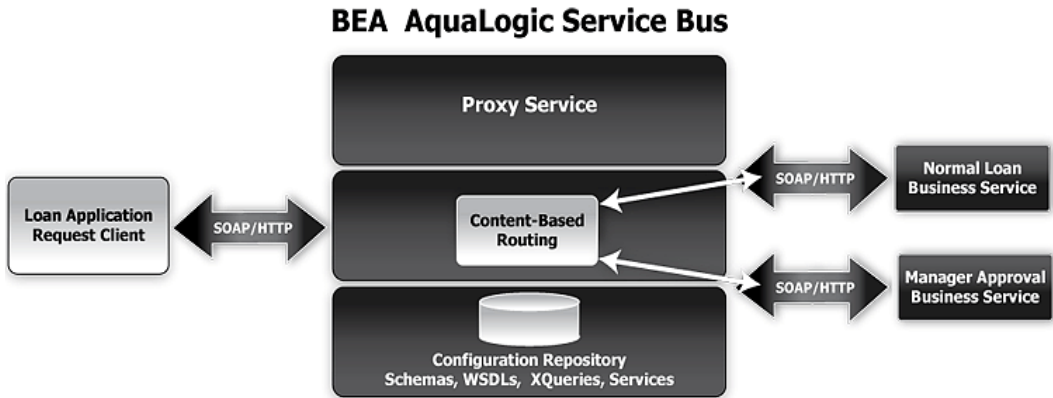 BEA AquaLogic Service Bus
Proxy Service
Loan Application
Request Client
SOAP/HTTP
Content-Based
Routing
SOAP/HTTP
Normal Loan
Business Service
SOAP/HTTP
Manager Approval
Business Service
Configuration Repository
Schemas, WSDLs, XQueries, Services